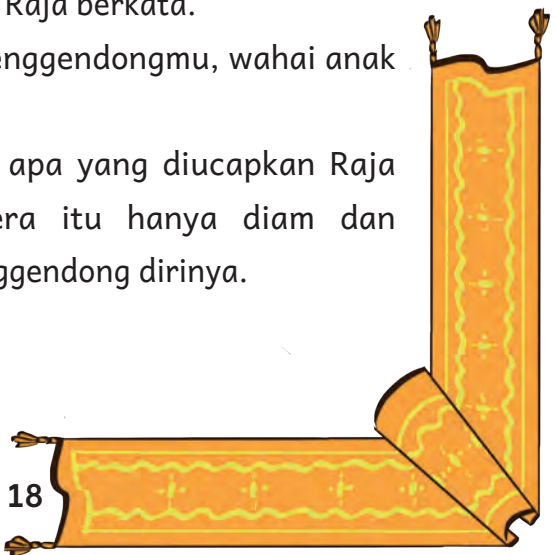 Raja berkata.
enggendongmu, wahai anak
apa yang diucapkan Raja
era itu hanya diam dan
ggendong dirinya.
18